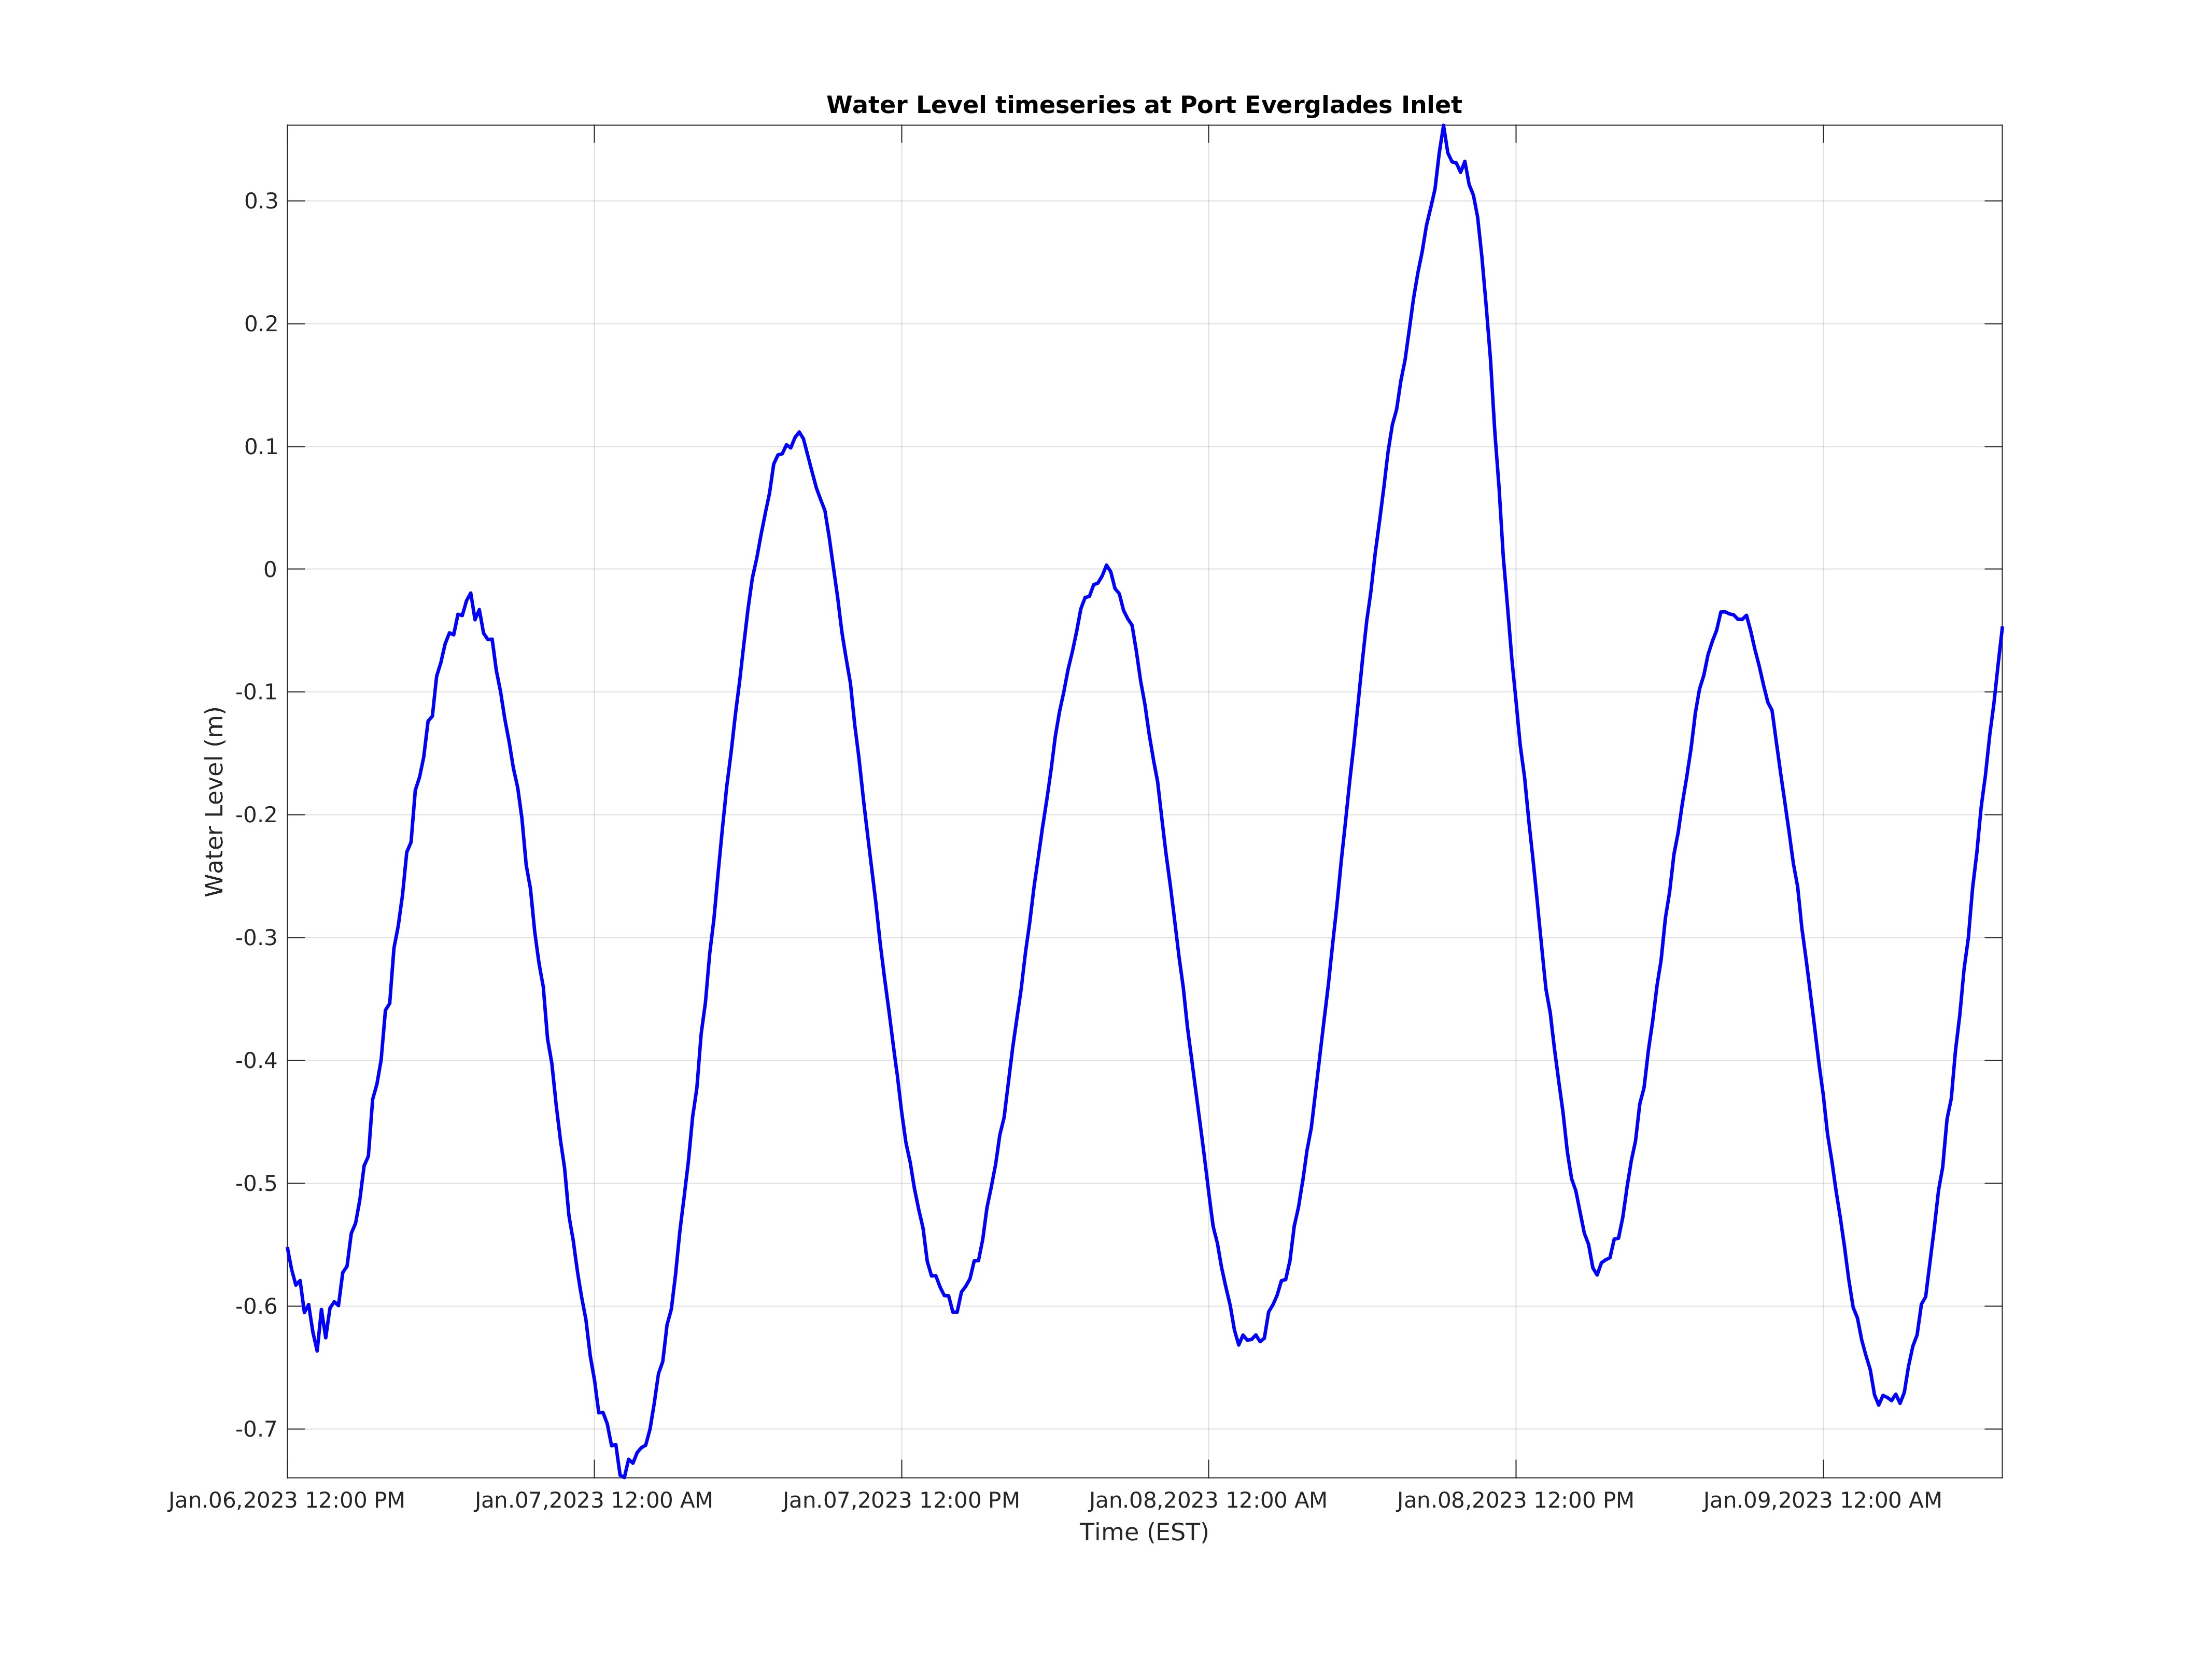 Water Level timeseries at Port Everglades Inlet
0.3
0.2
0.1
0
-0.1
-0.2
-0.3
-0.4
-0.5
-0.6
-0.7
Water Level (m)
Jan.06,2023 12:00 PM
Jan.07,2023 12:00 AM
Jan.07,2023 12:00 PM
Jan.08,2023 12:00 AM
Jan.08,2023 12:00 PM
Jan.09,2023 12:00 AM
Time (EST)